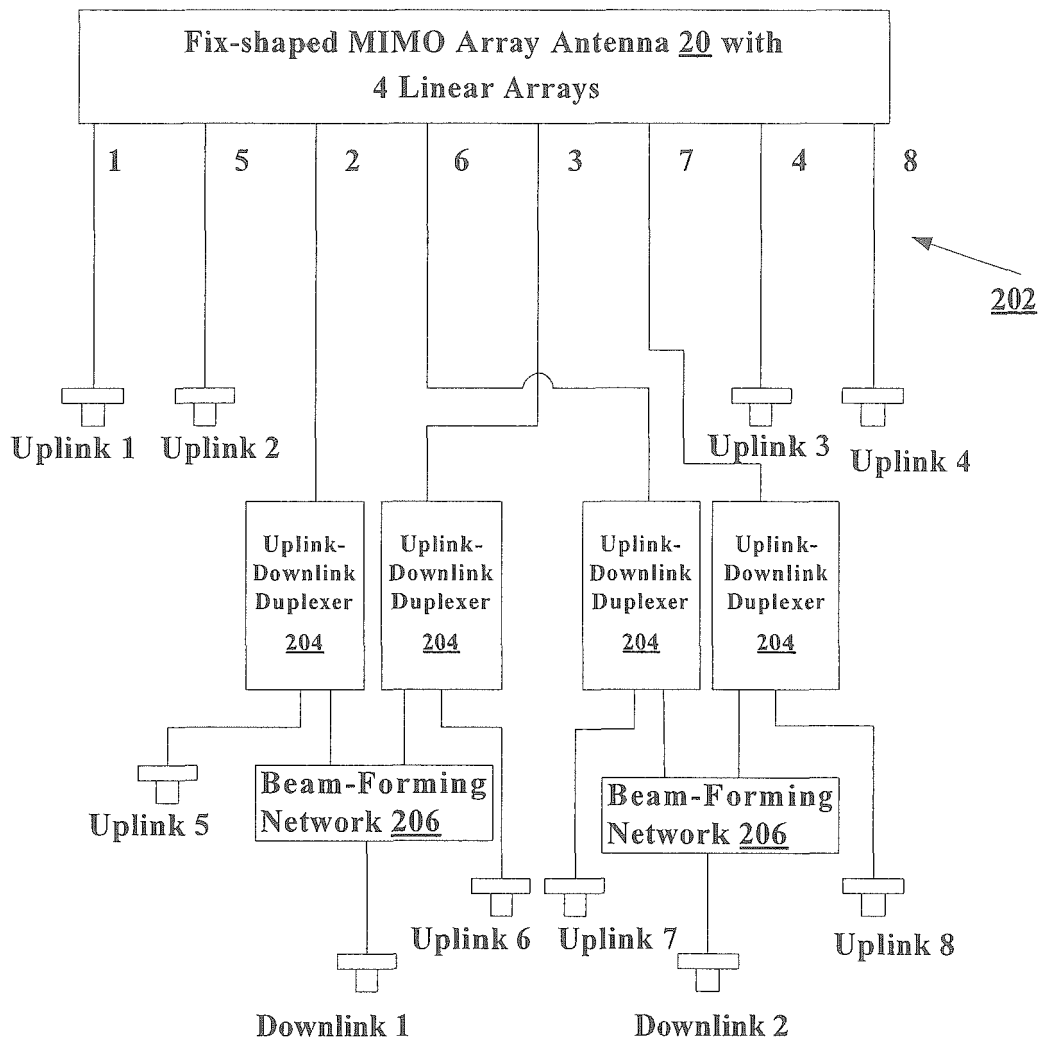 Fix-shaped MIMO Array Antenna 20 with
4 Linear Arrays
1 5 2 6 3 7 4 8
202
Uplink 1 Uplink 2 Uplink 3 Uplink 4
Uplink-
Downlink
Duplexer
204
Uplink-
Downlink
Duplexer
204
Uplink-
Downlink
Duplexer
204
Uplink-
Downlink
Duplexer
204
Beam-Forming
Network 206
Beam-Forming
Network 206
Uplink 5
Uplink 6
Uplink 7
Uplink 8
Downlink 1
Downlink 2